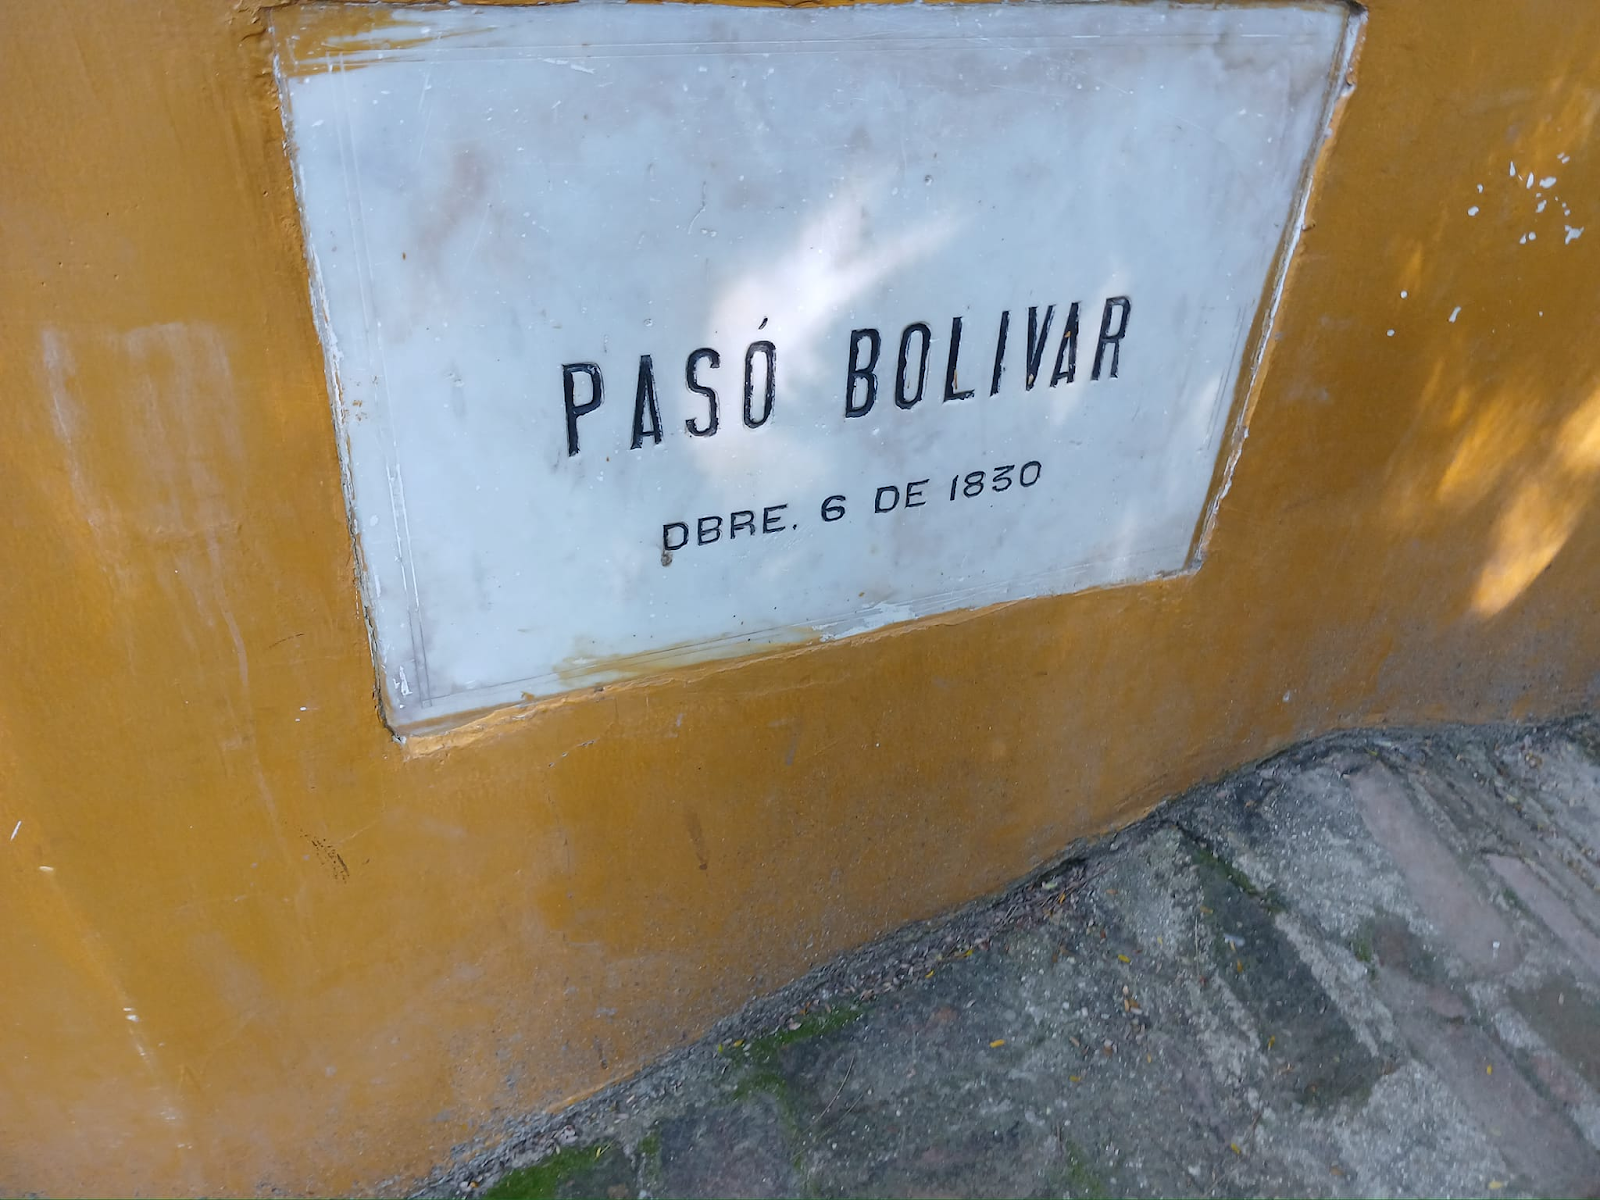 PASÓ BOLIVAR
DBRE. 6 DE 1830